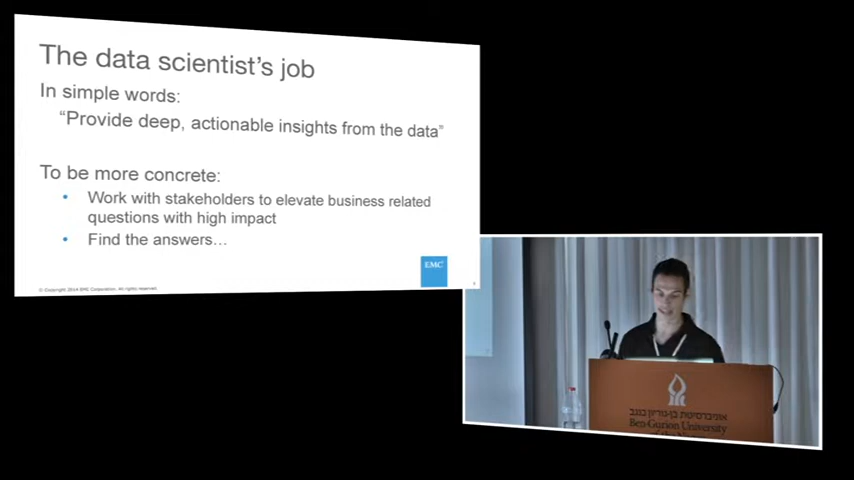 The data scientist's job
In simple words:
“Provide deep, actionable insights from the data”
To be more concrete:
• Work with stakeholders to elevate business related
questions with high impact
• Find the answers...
EMC
© Copyright 2014 EMC Corporation. All rights reserved.
אוניברסיטת בן-גוריון בנגב
Ben-Gurion University
of the